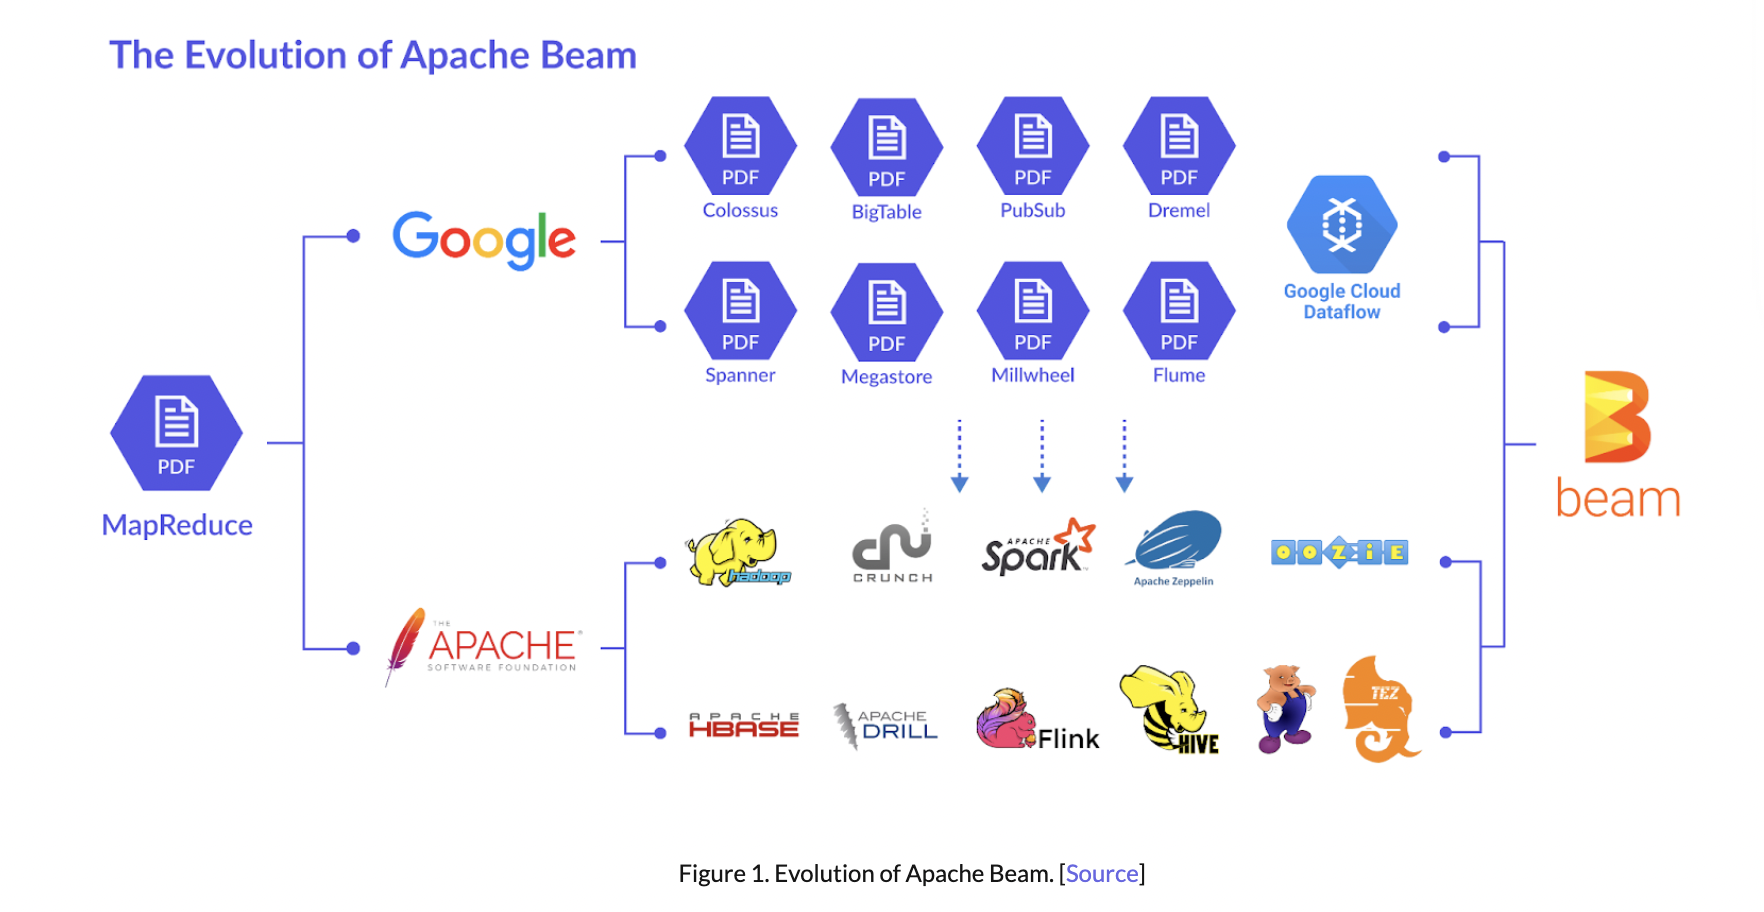 The Evolution of Apache Beam
PDF
Colossus
PDF
BigTable
PDF
PubSub
PDF
Dremel
Google
Google Cloud
Dataflow
PDF
Spanner
PDF
Megastore
PDF
Millwheel
PDF
Flume
PDF
MapReduce
beam
hadoop
CRUNCH
APACHE
Spark
Apache Zeppelin
OOZIE
THE
APACHE®
SOFTWARE FOUNDATION
APACHE
HBASE
APACHE
DRILL
Flink
HIVE
TEZ
Figure 1. Evolution of Apache Beam. [Source]